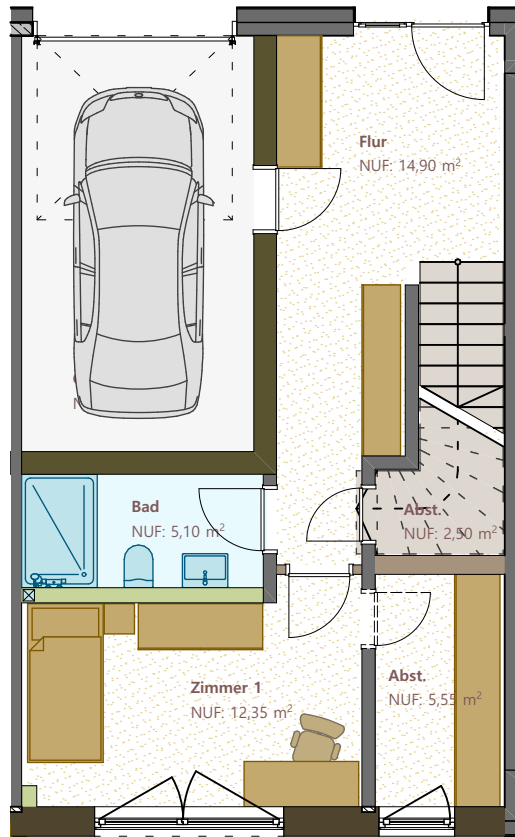 Flur
NUF: 14,90 m²
Bad
NUF: 5,10 m²
Abst.
NUF: 2,50 m²
Zimmer 1
NUF: 12,35 m²
Abst.
NUF: 5,55 m²